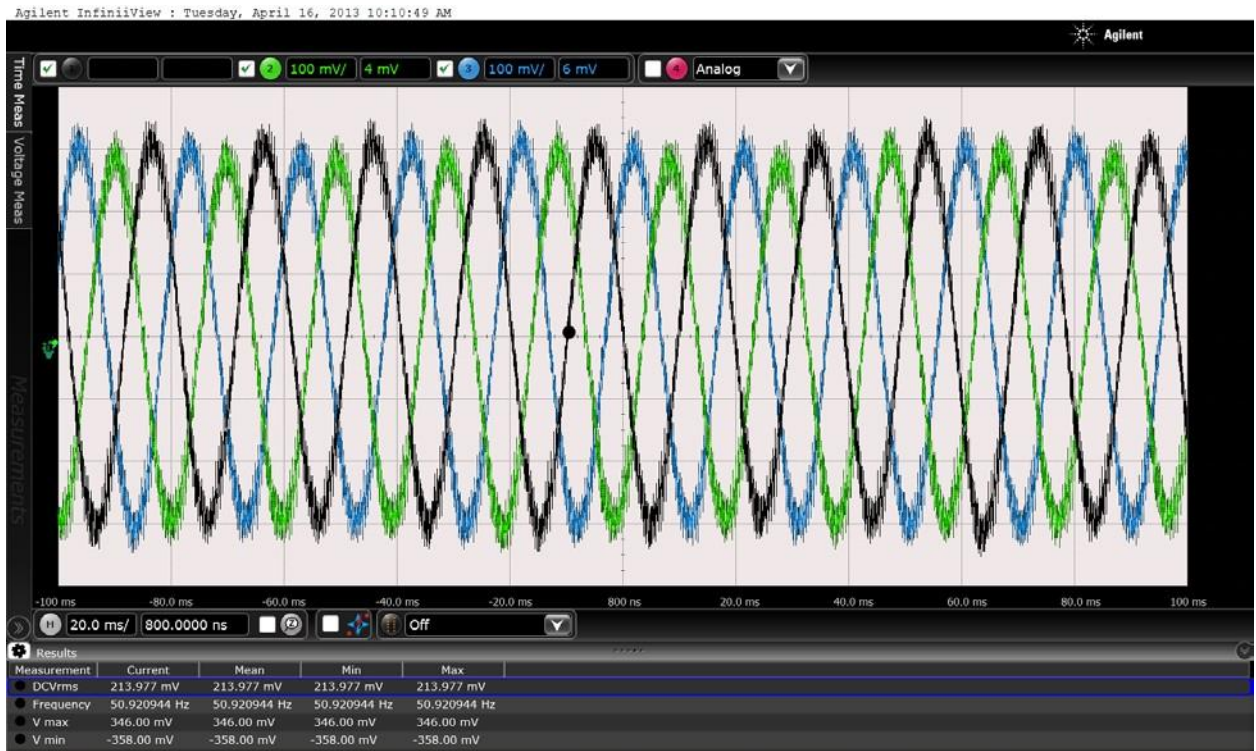 Agilent InfiniiView : Tuesday, April 16, 2013 10:10:49 AM
Agilent
2 100 mV/ 4 mV 3 100 mV/ 6 mV 4 Analog
Time Meas
Voltage Meas
Measurements
-100 ms -80.0 ms -60.0 ms -40.0 ms -20.0 ms 800 ns 20.0 ms 40.0 ms 60.0 ms 80.0 ms 100 ms
H 20.0 ms/ 800.0000 ns Z Off
Results
Measurement Current Mean Min Max
DCVrms 213.977 mV 213.977 mV 213.977 mV 213.977 mV
Frequency 50.920944 Hz 50.920944 Hz 50.920944 Hz 50.920944 Hz
V max 346.00 mV 346.00 mV 346.00 mV 346.00 mV
V min -358.00 mV -358.00 mV -358.00 mV -358.00 mV